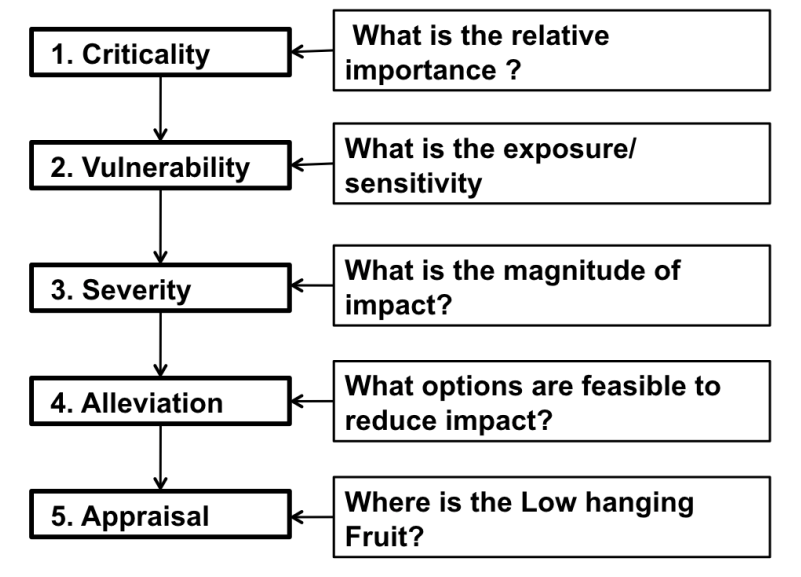 1. Criticality
What is the relative
importance ?
2. Vulnerability
What is the exposure/
sensitivity
3. Severity
What is the magnitude of
impact?
4. Alleviation
What options are feasible to
reduce impact?
5. Appraisal
Where is the Low hanging
Fruit?